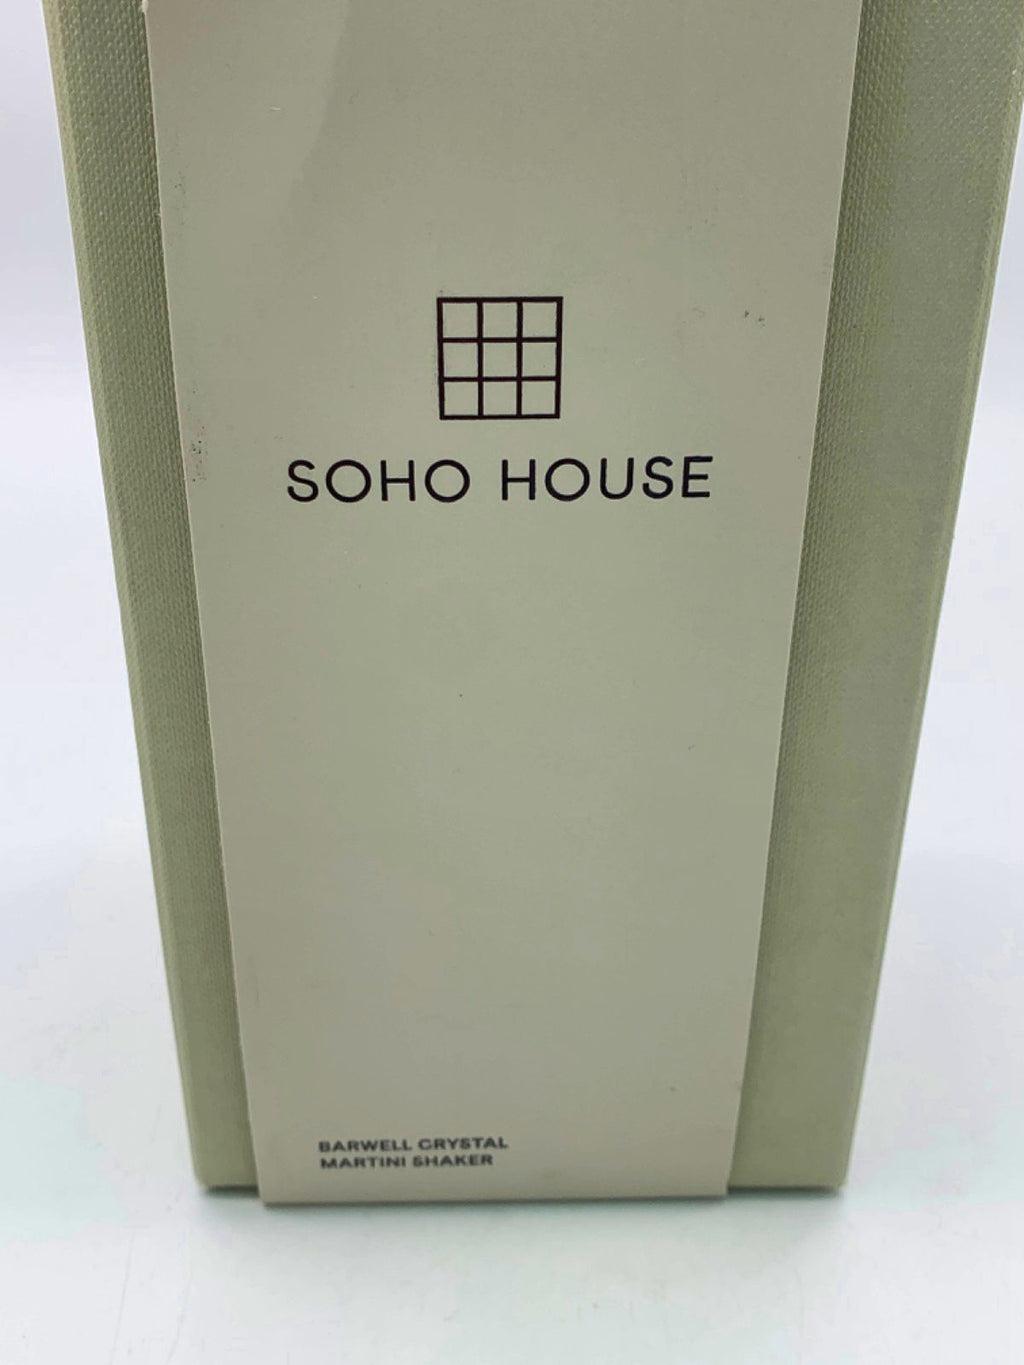 SOHO HOUSE
BARWELL CRYSTAL
MARTINI SHAKER